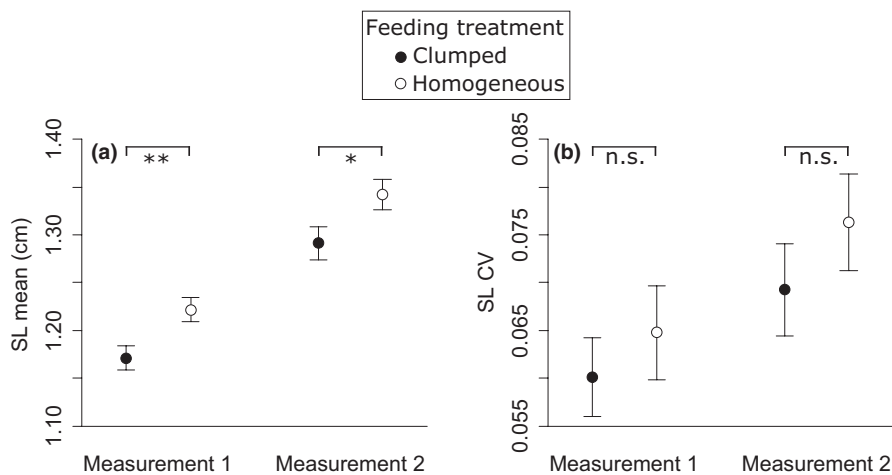 Feeding treatment
Clumped
Homogeneous
(a)
**
*
SL mean (cm)
1.40
1.30
1.20
1.10
Measurement 1 Measurement 2
(b)
n.s.
n.s.
SL CV
0.085
0.075
0.065
0.055
Measurement 1 Measurement 2